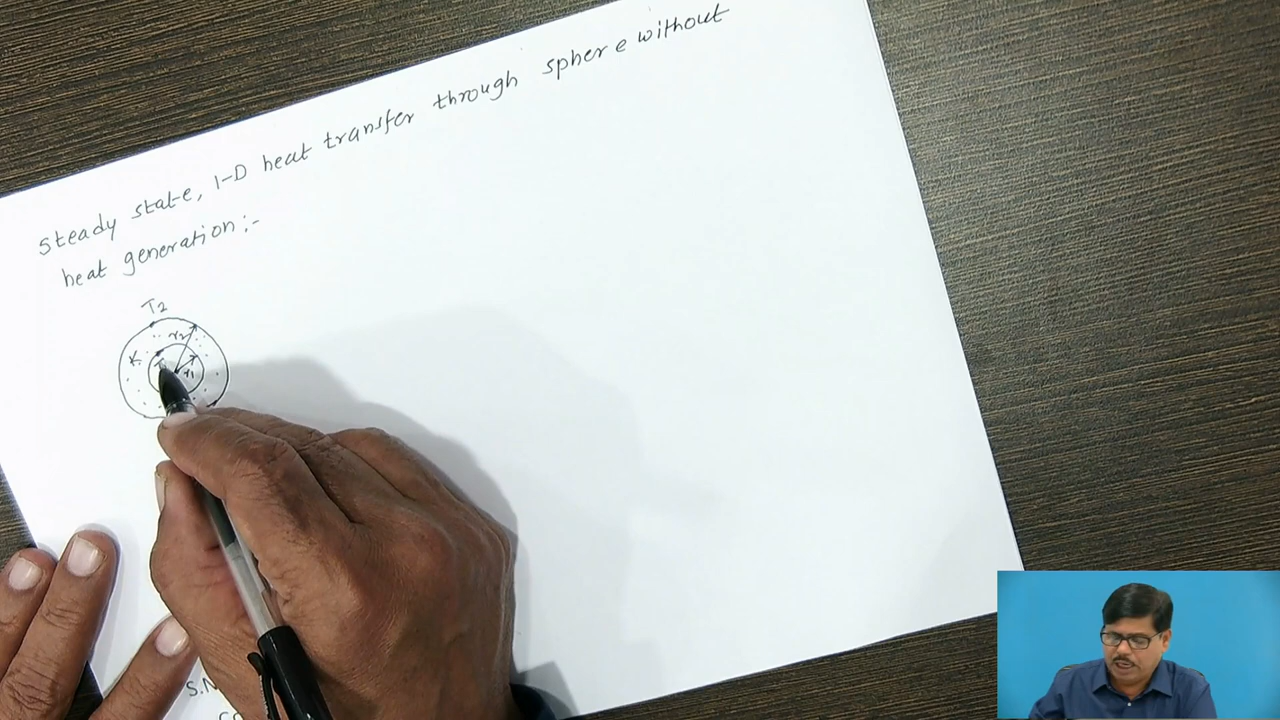 steady state, 1-D heat transfer through sphere without
heat generation :-
T2
r2
K
r1
S.N